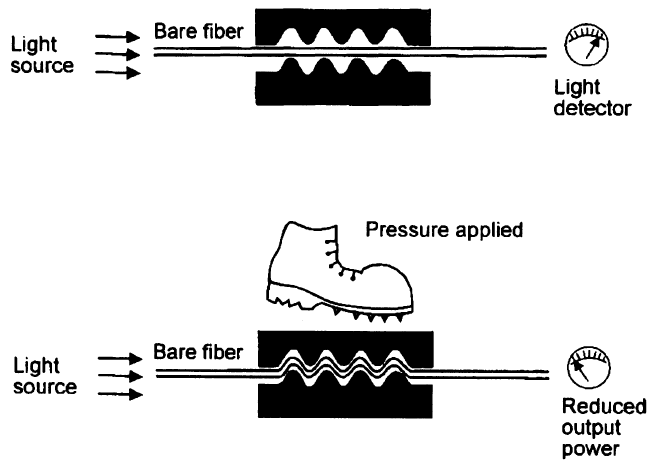 Light
source
Bare fiber
Light
detector
Pressure applied
Light
source
Bare fiber
Reduced
output
power